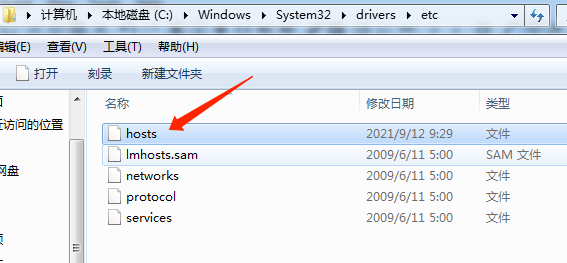 计算机 ▸ 本地磁盘 (C:) ▸ Windows ▸ System32 ▸ drivers ▸ etc
编辑(E) 查看(V) 工具(T) 帮助(H)
打开 刻录 新建文件夹
名称 修改日期 类型
hosts 2021/9/12 9:29 文件
lmhosts.sam 2009/6/11 5:00 SAM 文件
networks 2009/6/11 5:00 文件
protocol 2009/6/11 5:00 文件
services 2009/6/11 5:00 文件
访问的位置
网盘